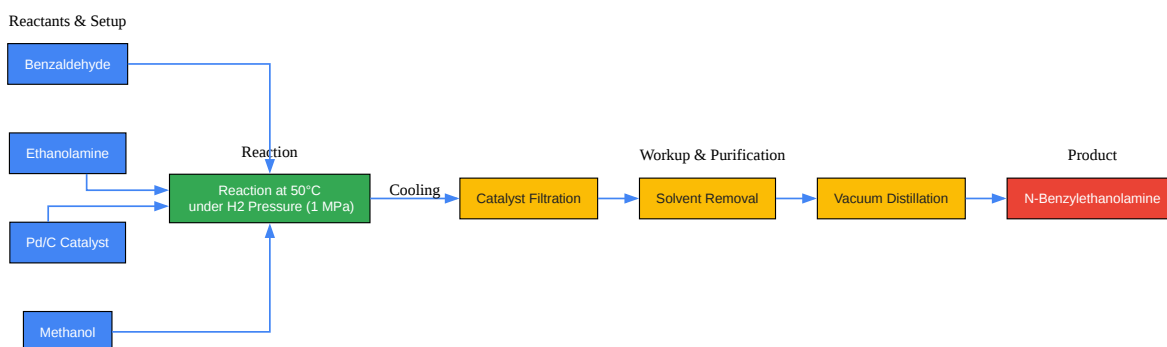 Reactants & Setup
Benzaldehyde
Ethanolamine
Pd/C Catalyst
Methanol
Reaction
Reaction at 50°C
under H2 Pressure (1 MPa)
Cooling
Workup & Purification
Catalyst Filtration
Solvent Removal
Vacuum Distillation
Product
N-Benzylethanolamine